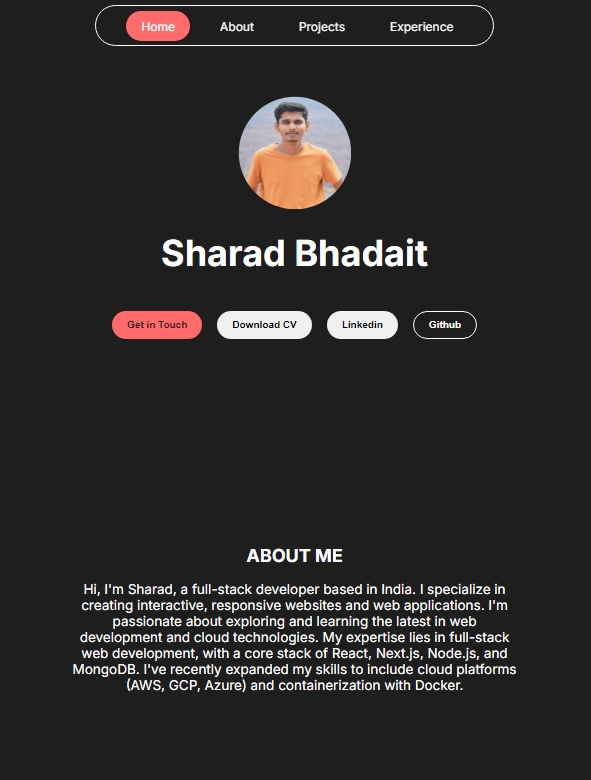 Home About Projects Experience
Sharad Bhadait
Get in Touch Download CV Linkedin Github
ABOUT ME
Hi, I'm Sharad, a full-stack developer based in India. I specialize in
creating interactive, responsive websites and web applications. I'm
passionate about exploring and learning the latest in web
development and cloud technologies. My expertise lies in full-stack
web development, with a core stack of React, Next.js, Node.js, and
MongoDB. I've recently expanded my skills to include cloud platforms
(AWS, GCP, Azure) and containerization with Docker.